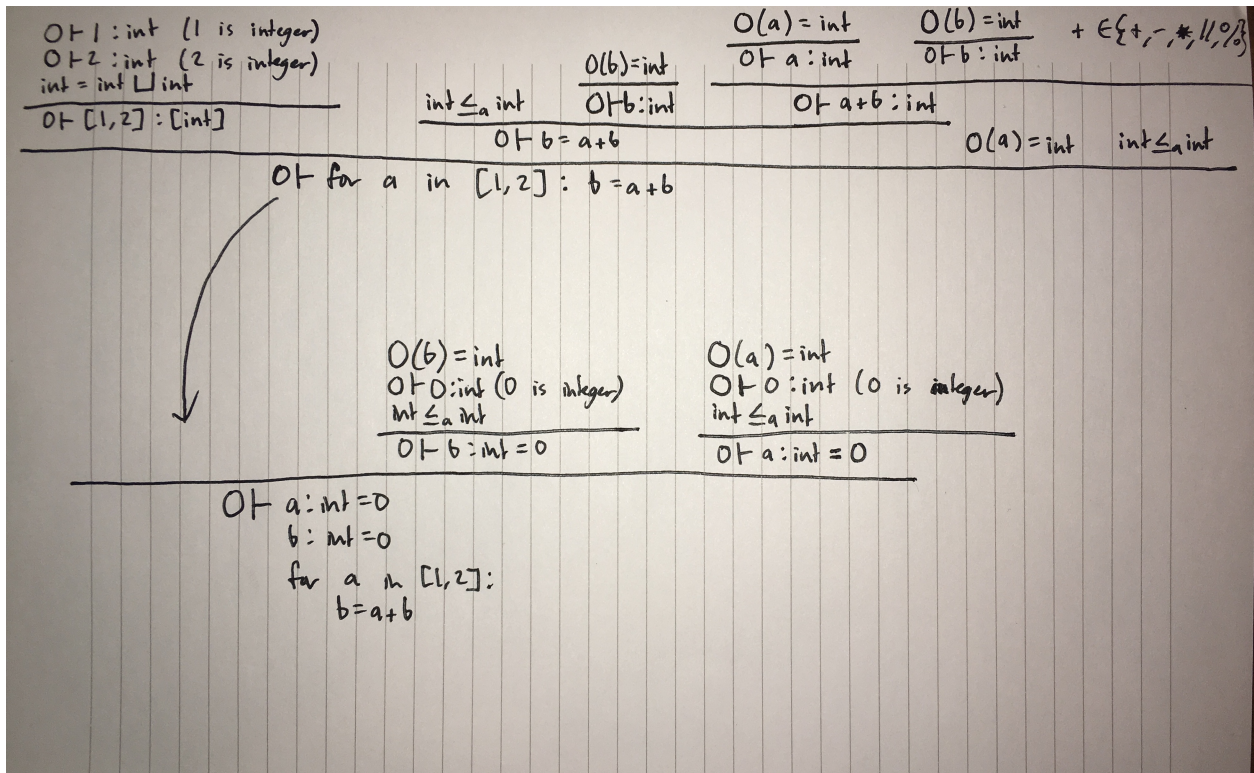 O ⊢ 1 : int (1 is integer)
O ⊢ 2 : int (2 is integer)
int = int ⊔ int
O ⊢ [1,2] : [int]
int ≤ₐ int
O(b) = int
O ⊢ b : int
O(a) = int
O ⊢ a : int
O(b) = int
O ⊢ b : int
+ ∈ {+, -, *, //, %}
O ⊢ a+b : int
O ⊢ b = a+b
O(a) = int int ≤ₐ int
O ⊢ for a in [1,2] : b = a+b
O(b) = int
O ⊢ 0 : int (0 is integer)
int ≤ₐ int
O ⊢ b : int = 0
O(a) = int
O ⊢ 0 : int (0 is integer)
int ≤ₐ int
O ⊢ a : int = 0
O ⊢ a : int = 0
b : int = 0
for a in [1,2] :
b = a+b